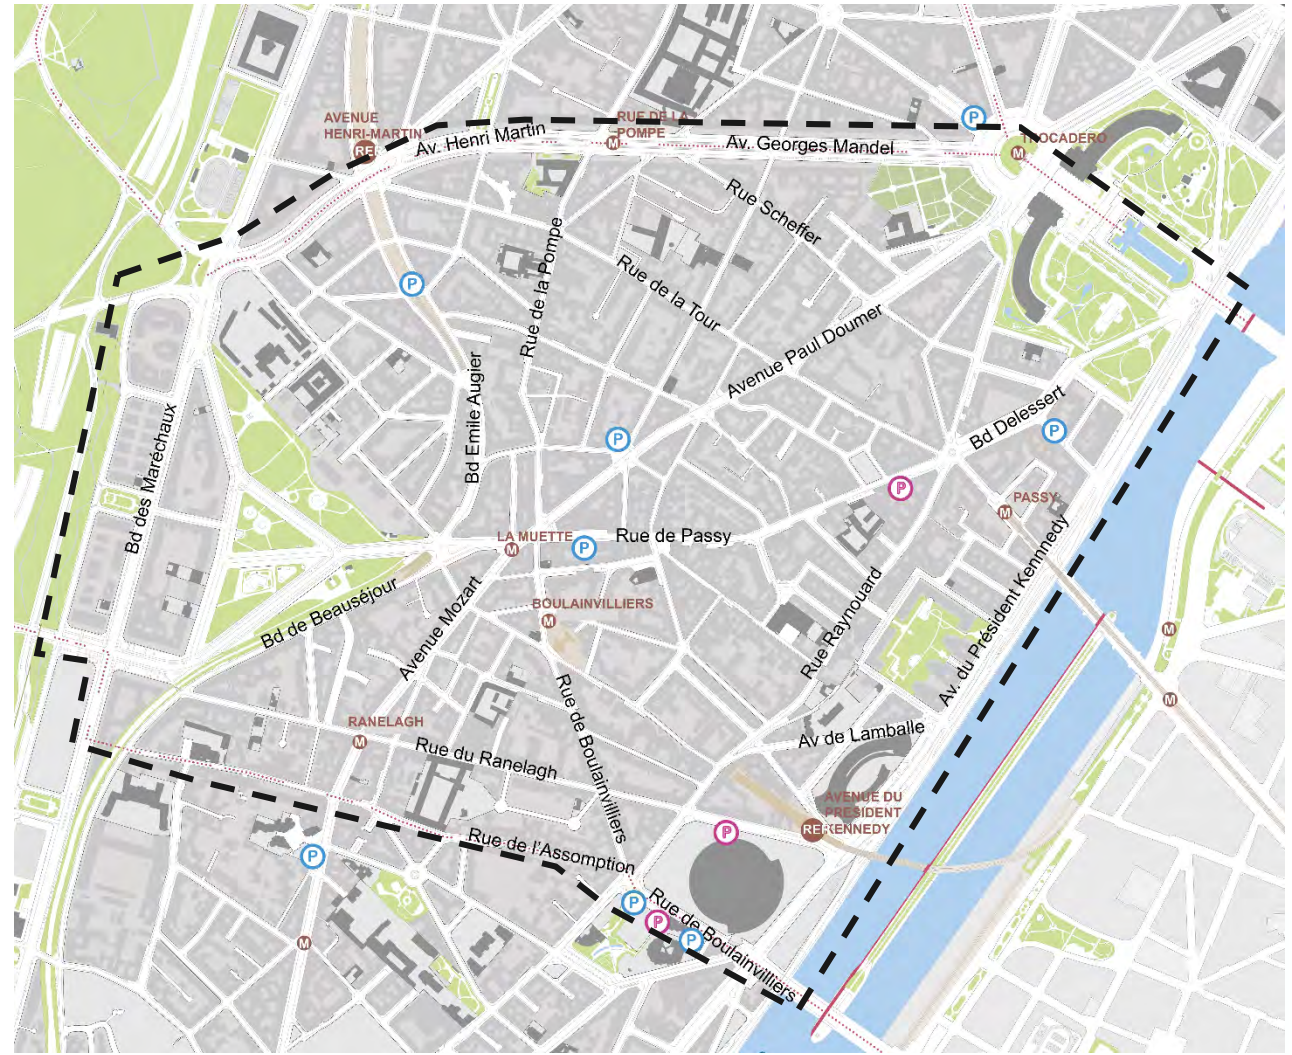 P
AVENUE
HENRI-MARTIN
RE
Av. Henri Martin
RUE DE LA
POMPE
M
Av. Georges Mandel
TROCADERO
M
Rue Scheffer
Rue de la Pompe
Rue de la Tour
P
Avenue Paul Doumer
Bd Emile Augier
Bd des Maréchaux
P
Bd Delessert
P
P
PASSY
M
LA MUETTE
M
P
Rue de Passy
Bd de Beauséjour
Avenue Mozart
BOULAINVILLIERS
M
Rue Raynouard
Av. du Président Kennnedy
M
M
RANELAGH
M
Rue du Ranelagh
Rue de Boulainvilliers
Av de Lamballe
AVENUE DU
PRESIDENT
KENNEDY
RE
P
Rue de l'Assomption
P
P
P
P
Rue de Boulainvilliers
M